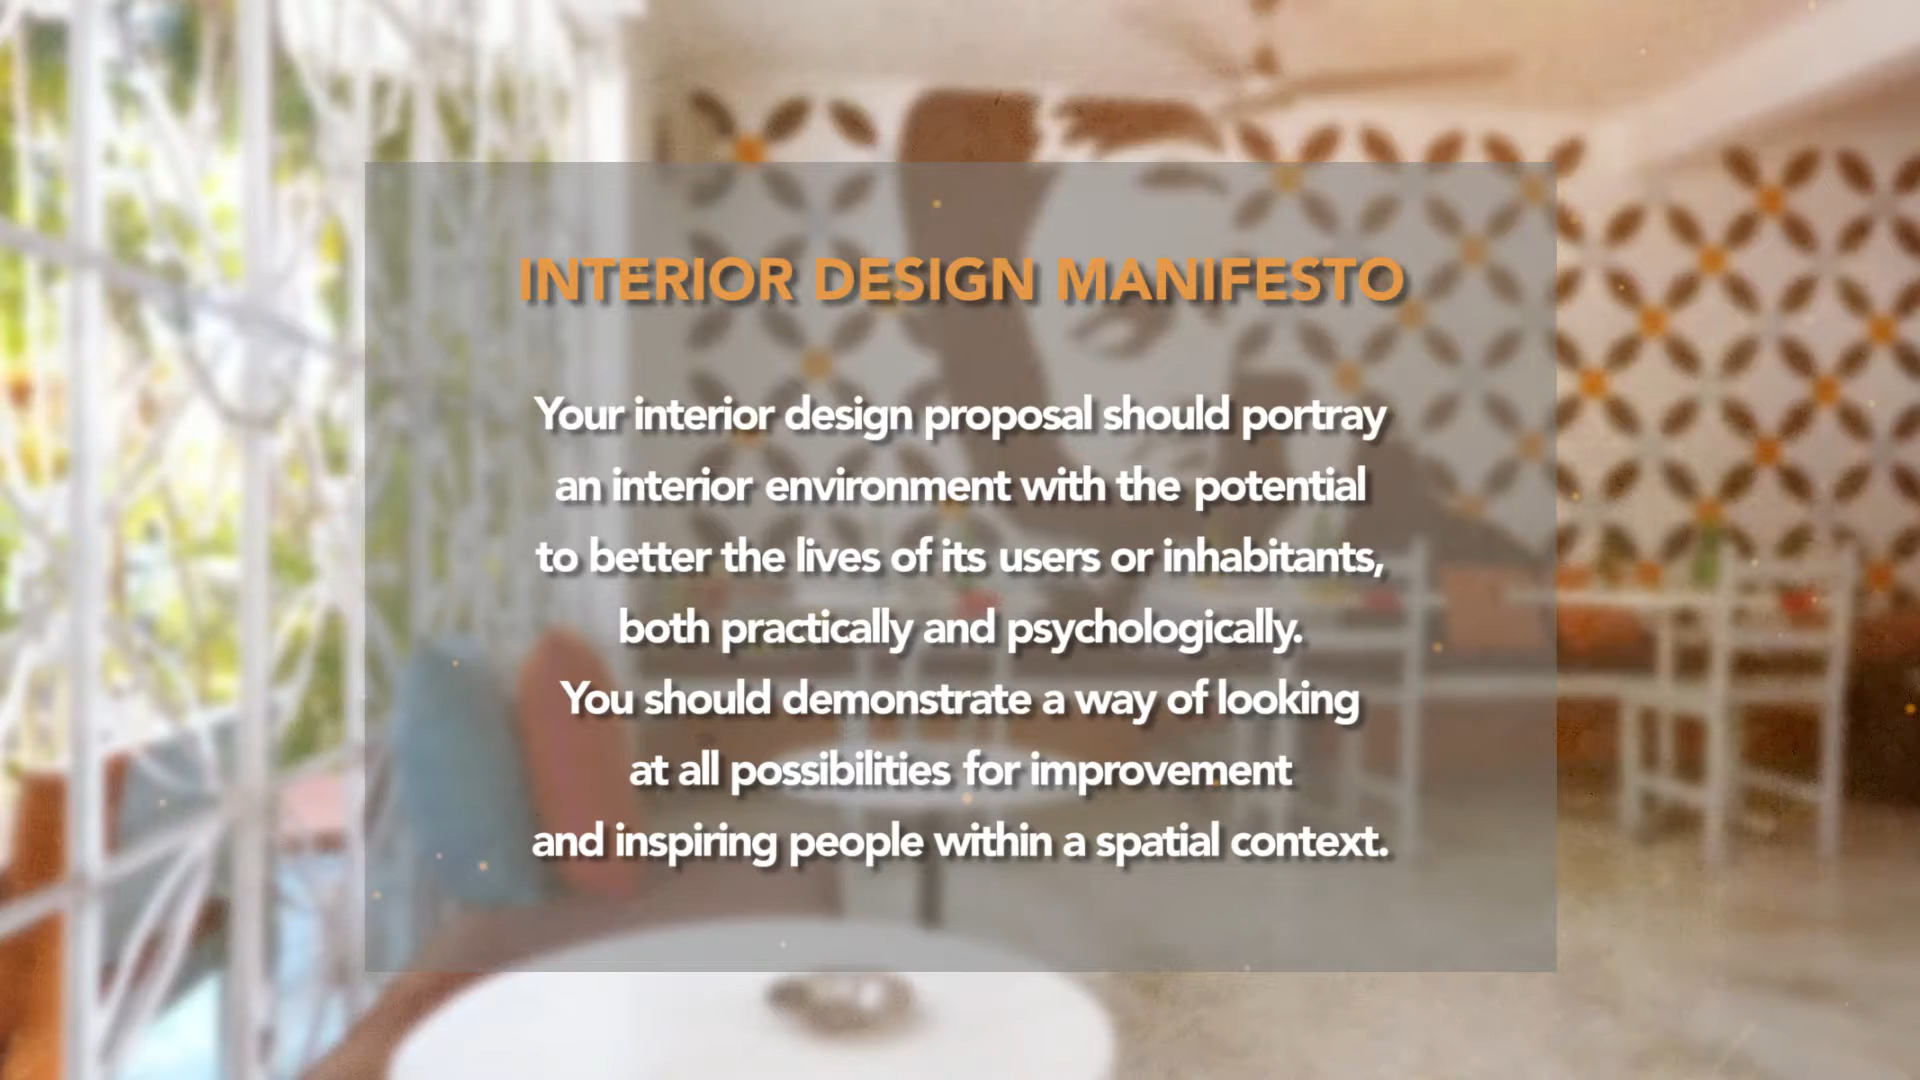 INTERIOR DESIGN MANIFESTO
Your interior design proposal should portray
an interior environment with the potential
to better the lives of its users or inhabitants,
both practically and psychologically.
You should demonstrate a way of looking
at all possibilities for improvement
and inspiring people within a spatial context.